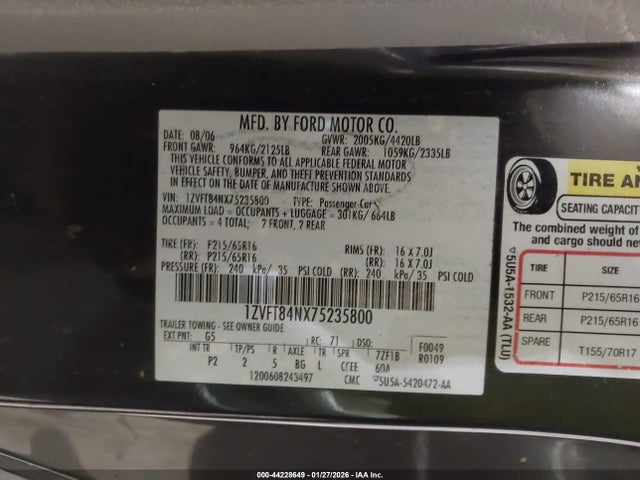 MFD. BY FORD MOTOR CO.
DATE: 08/06 GVWR: 2005KG/4420LB
FRONT GAWR: 964KG/2125LB REAR GAWR: 1059KG/2335LB
THIS VEHICLE CONFORMS TO ALL APPLICABLE FEDERAL MOTOR
VEHICLE SAFETY, BUMPER, AND THEFT PREVENTION STANDARDS
IN EFFECT ON THE DATE OF MANUFACTURE SHOWN ABOVE.
VIN: 1ZVFT84NX75235800 TYPE: Passenger Car
MAXIMUM LOAD = OCCUPANTS + LUGGAGE = 301KG/664LB
OCCUPANTS = 4 TOTAL; 2 FRONT, 2 REAR
TIRE (FR): P215/65R16 RIMS (FR): 16 X 7.0J
(RR): P215/65R16 (RR): 16 X 7.0J
PRESSURE (FR): 240 kPa/ 35 PSI COLD (RR): 240 kPa/ 35 PSI COLD
1ZVFT84NX75235800
TRAILER TOWING - SEE OWNER GUIDE
EXT PNT: G5 RC: 71 DSO: F0049
INT TR TP/PS R AXLE TR SPR 7ZF1B R0109
P2 2 5 BG L CCEE 60A
1200608243497 CMC 5U5A-5420472-AA
TIRE AN
SEATING CAPACIT
The combined weight of
and cargo should nev
TIRE SIZE
FRONT P215/65R16
REAR P215/65R16
SPARE T155/70R17
5U5A-1532-AA (TLU)
000-44228649 | 01/27/2026 | IAA Inc.